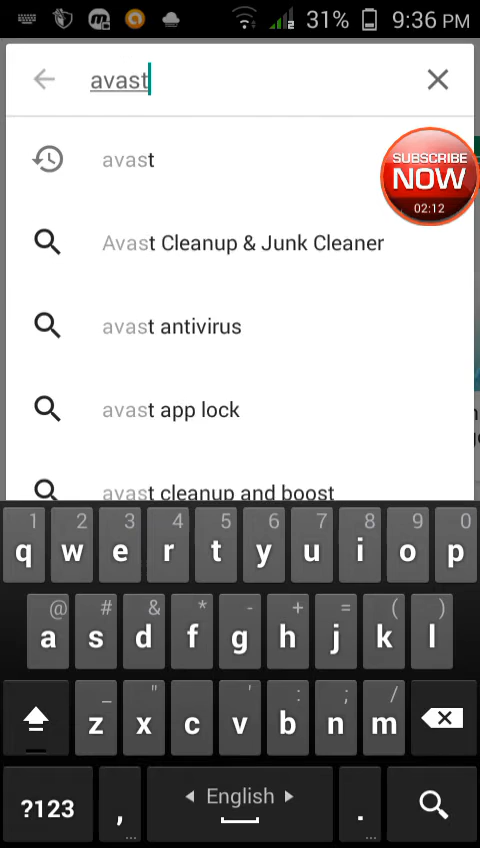 31% 9:36 PM
avast
avast
SUBSCRIBE
NOW
02:12
Avast Cleanup & Junk Cleaner
avast antivirus
avast app lock
avast cleanup and boost
1 2 3 4 5 6 7 8 9 0
q w e r t y u i o p
@ # & * - + = ( )
a s d f g h j k l
_ " ' : ; /
z x c v b n m
?123 , English .